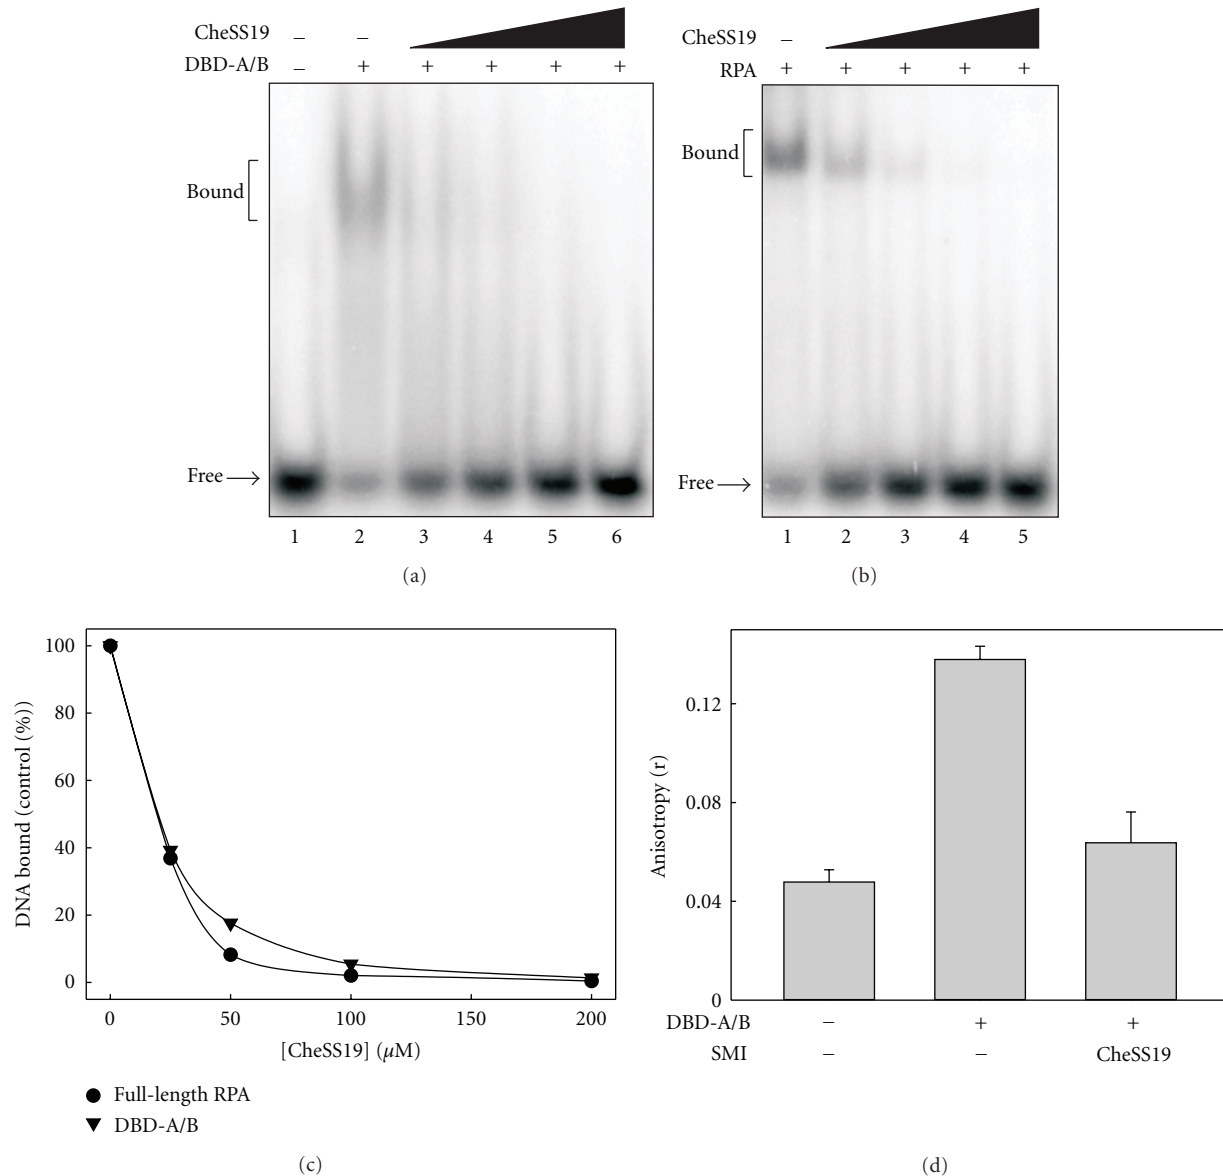 CheSS19 – –
DBD-A/B – + + + + +
Bound
Free
1 2 3 4 5 6
(a)
CheSS19 –
RPA + + + + +
Bound
Free
1 2 3 4 5
(b)
DNA bound (control (%))
100
80
60
40
20
0
0 50 100 150 200
[CheSS19] (μM)
Full-length RPA
DBD-A/B
(c)
Anisotropy (r)
0.12
0.08
0.04
0
DBD-A/B – + +
SMI – – CheSS19
(d)